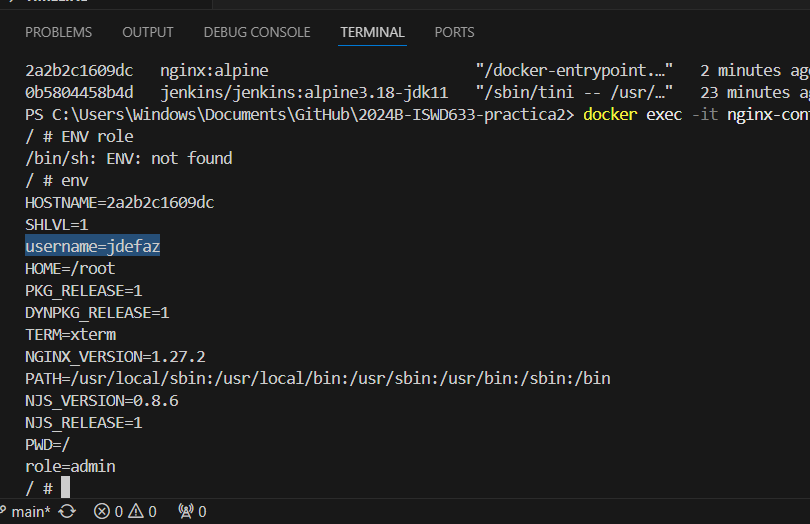 PROBLEMS OUTPUT DEBUG CONSOLE TERMINAL PORTS
2a2b2c1609dc nginx:alpine "/docker-entrypoint.…" 2 minutes ago
0b5804458b4d jenkins/jenkins:alpine3.18-jdk11 "/sbin/tini -- /usr/…" 23 minutes ago
PS C:\Users\Windows\Documents\GitHub\2024B-ISWD633-practica2> docker exec -it nginx-con
/ # ENV role
/bin/sh: ENV: not found
/ # env
HOSTNAME=2a2b2c1609dc
SHLVL=1
username=jdefaz
HOME=/root
PKG_RELEASE=1
DYNPKG_RELEASE=1
TERM=xterm
NGINX_VERSION=1.27.2
PATH=/usr/local/sbin:/usr/local/bin:/usr/sbin:/usr/bin:/sbin:/bin
NJS_VERSION=0.8.6
NJS_RELEASE=1
PWD=/
role=admin
/ #
main* 0 0 0